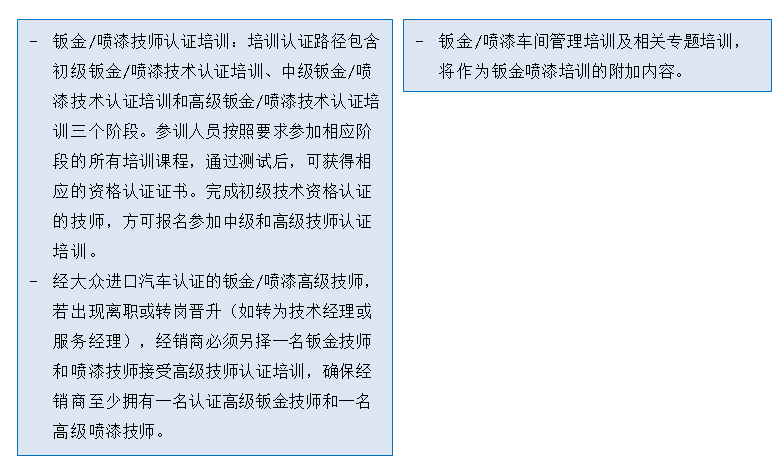 - 钣金/喷漆技师认证培训：培训认证路径包含
初级钣金/喷漆技术认证培训、中级钣金/喷
漆技术认证培训和高级钣金/喷漆技术认证培
训三个阶段。参训人员按照要求参加相应阶
段的所有培训课程，通过测试后，可获得相
应的资格认证证书。完成初级技术资格认证
的技师，方可报名参加中级和高级技师认证
培训。
- 经大众进口汽车认证的钣金/喷漆高级技师，
若出现离职或转岗晋升（如转为技术经理或
服务经理），经销商必须另择一名钣金技师
和喷漆技师接受高级技师认证培训，确保经
销商至少拥有一名认证高级钣金技师和一名
高级喷漆技师。
- 钣金/喷漆车间管理培训及相关专题培训，
将作为钣金喷漆培训的附加内容。